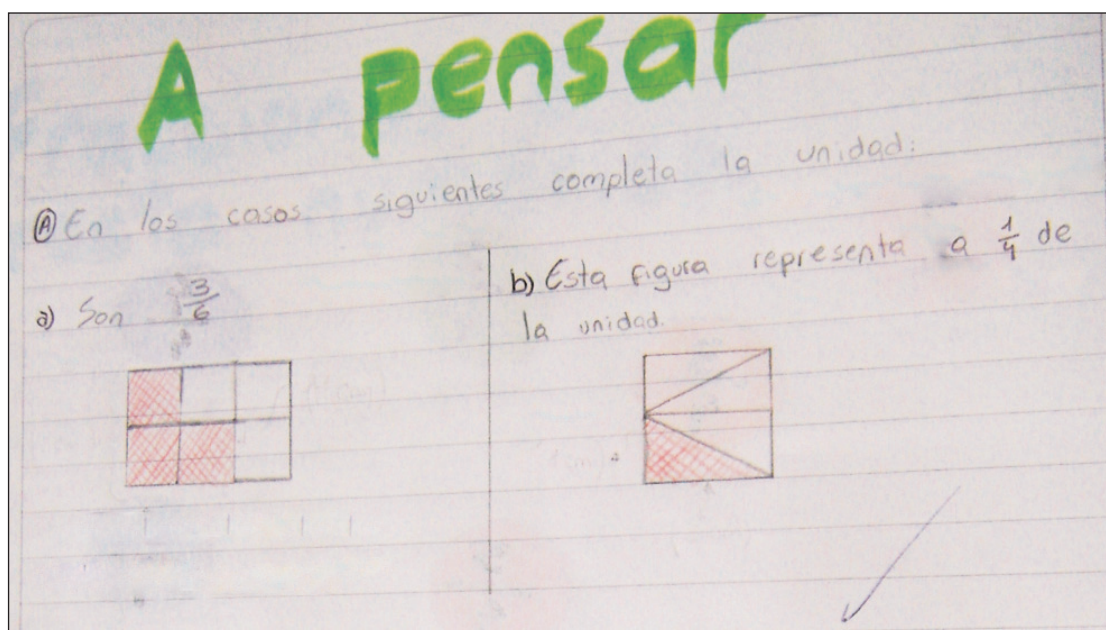 A pensar
Ⓐ En los casos siguientes completa la unidad:
a) Son 3/6
b) Esta figura representa a 1/4 de
la unidad.